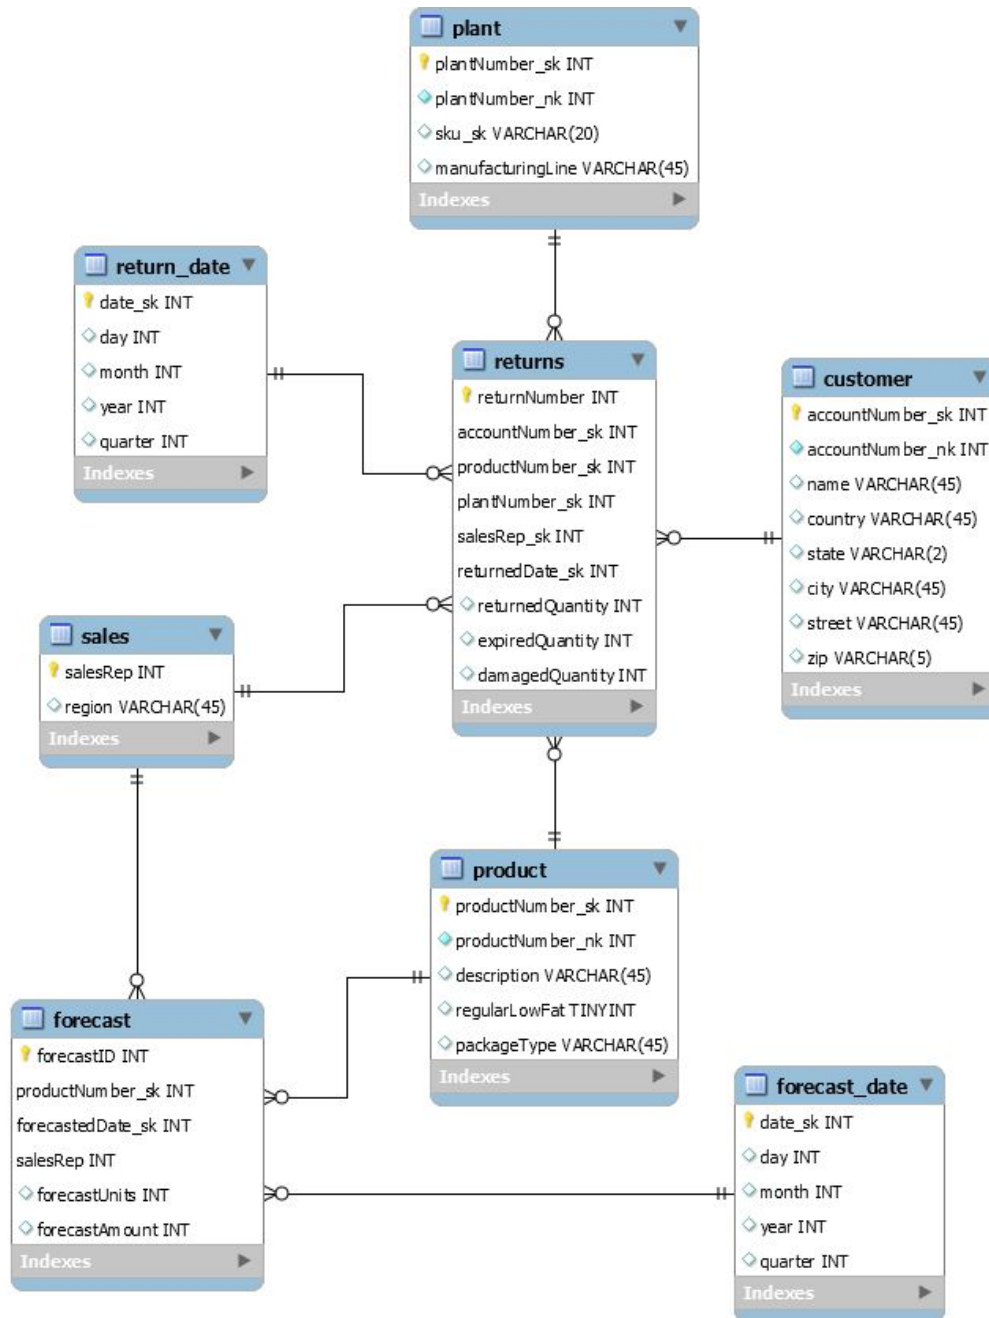 plant
plantNumber_sk INT
plantNumber_nk INT
sku_sk VARCHAR(20)
manufacturingLine VARCHAR(45)
Indexes
return_date
date_sk INT
day INT
month INT
year INT
quarter INT
Indexes
returns
returnNumber INT
accountNumber_sk INT
productNumber_sk INT
plantNumber_sk INT
salesRep_sk INT
returnedDate_sk INT
returnedQuantity INT
expiredQuantity INT
damagedQuantity INT
Indexes
customer
accountNumber_sk INT
accountNumber_nk INT
name VARCHAR(45)
country VARCHAR(45)
state VARCHAR(2)
city VARCHAR(45)
street VARCHAR(45)
zip VARCHAR(5)
Indexes
sales
salesRep INT
region VARCHAR(45)
Indexes
product
productNumber_sk INT
productNumber_nk INT
description VARCHAR(45)
regularLowFat TINYINT
packageType VARCHAR(45)
Indexes
forecast
forecastID INT
productNumber_sk INT
forecastedDate_sk INT
salesRep INT
forecastUnits INT
forecastAmount INT
Indexes
forecast_date
date_sk INT
day INT
month INT
year INT
quarter INT
Indexes